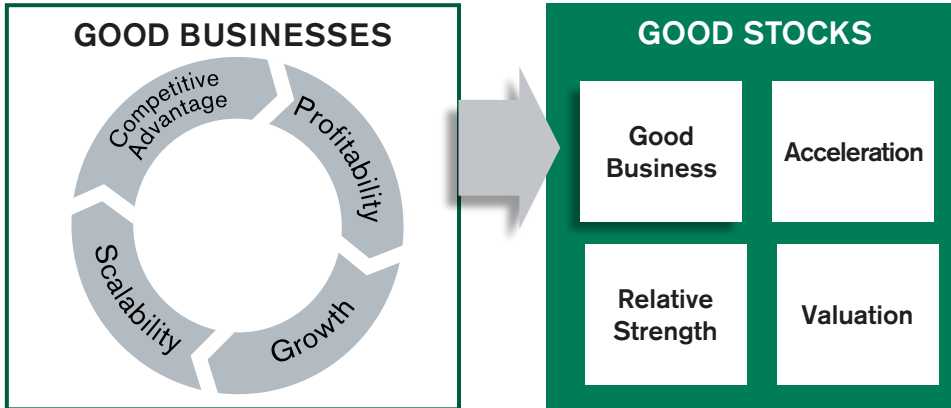 GOOD BUSINESSES
Competitive
Advantage
Profitability
Growth
Scalability
GOOD STOCKS
Good
Business
Acceleration
Relative
Strength
Valuation